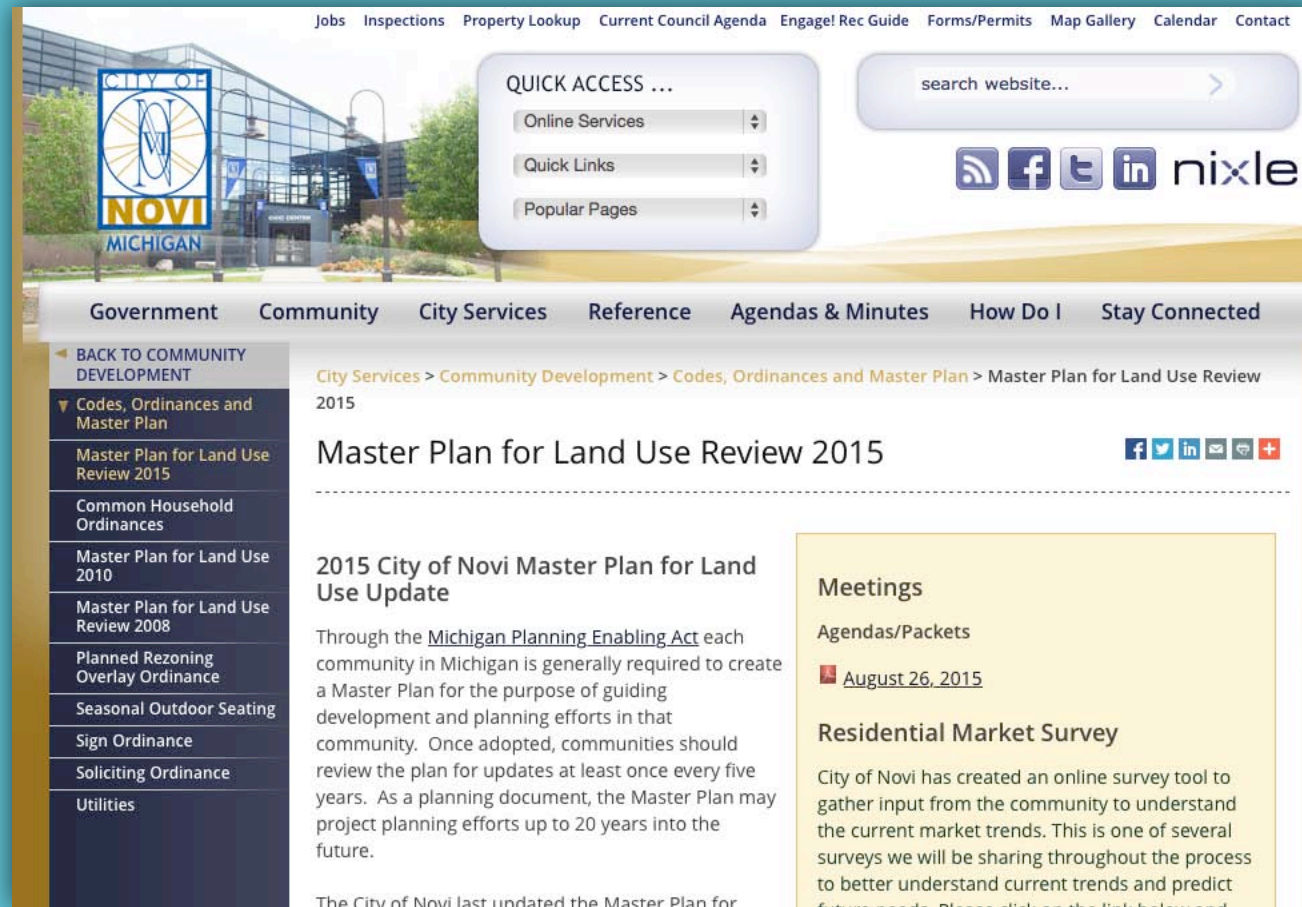 Jobs Inspections Property Lookup Current Council Agenda Engage! Rec Guide Forms/Permits Map Gallery Calendar Contact
CITY OF
NOVI
MICHIGAN
CIVIC CENTER
QUICK ACCESS ...
Online Services
Quick Links
Popular Pages
search website...
nixle
Government Community City Services Reference Agendas & Minutes How Do I Stay Connected
BACK TO COMMUNITY
DEVELOPMENT
Codes, Ordinances and
Master Plan
Master Plan for Land Use
Review 2015
Common Household
Ordinances
Master Plan for Land Use
2010
Master Plan for Land Use
Review 2008
Planned Rezoning
Overlay Ordinance
Seasonal Outdoor Seating
Sign Ordinance
Soliciting Ordinance
Utilities
City Services > Community Development > Codes, Ordinances and Master Plan > Master Plan for Land Use Review
2015
Master Plan for Land Use Review 2015
2015 City of Novi Master Plan for Land
Use Update
Through the Michigan Planning Enabling Act each
community in Michigan is generally required to create
a Master Plan for the purpose of guiding
development and planning efforts in that
community. Once adopted, communities should
review the plan for updates at least once every five
years. As a planning document, the Master Plan may
project planning efforts up to 20 years into the
future.
The City of Novi last updated the Master Plan for
Meetings
Agendas/Packets
August 26, 2015
Residential Market Survey
City of Novi has created an online survey tool to
gather input from the community to understand
the current market trends. This is one of several
surveys we will be sharing throughout the process
to better understand current trends and predict
future needs. Please click on the link below and